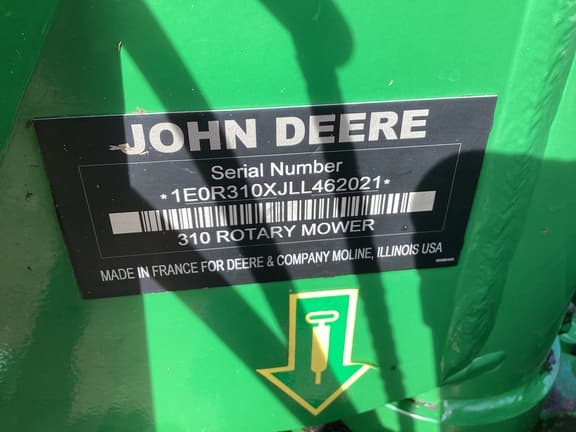 JOHN DEERE
Serial Number
*1E0R310XJLL462021*
310 ROTARY MOWER
MADE IN FRANCE FOR DEERE & COMPANY MOLINE, ILLINOIS USA